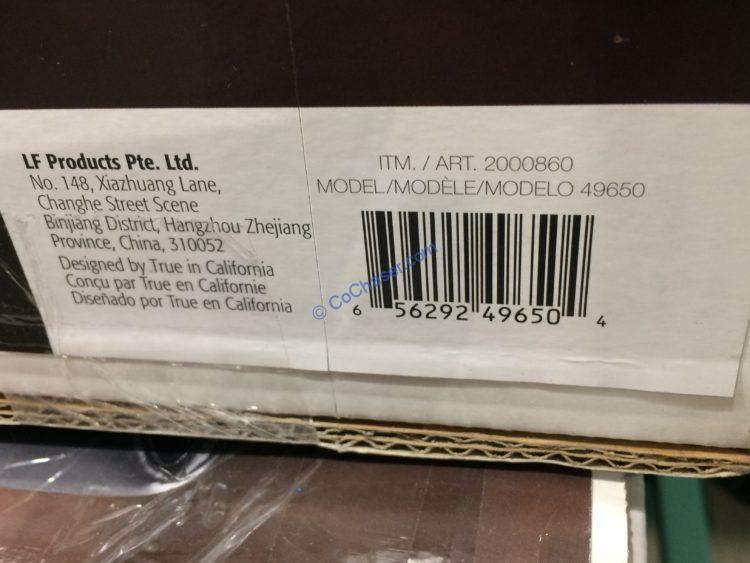 LF Products Pte. Ltd.
No. 148, Xiazhuang Lane,
Changhe Street Scene
Binjiang District, Hangzhou Zhejiang
Province, China, 310052
Designed by True in California
Conçu par True en Californie
Diseñado por True en California
ITM. / ART. 2000860
MODEL/MODÈLE/MODELO 49650
6 56292 49650 4
© CoChaser.com